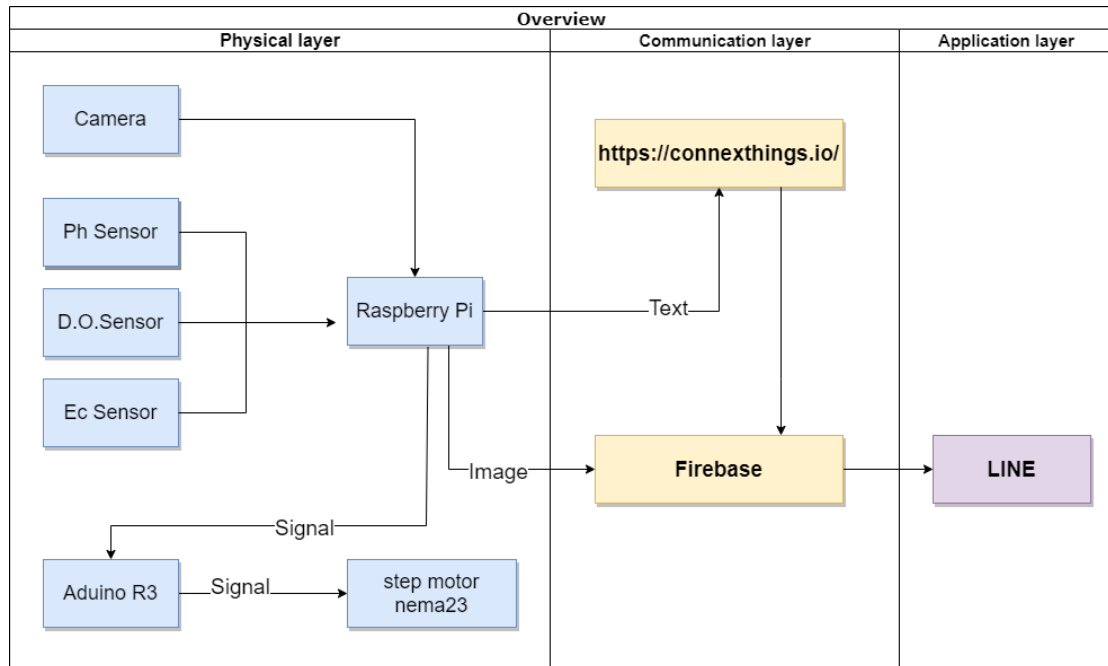 Overview
Physical layer
Communication layer
Application layer
Camera
https://connexthings.io/
Ph Sensor
Raspberry Pi
Text
D.O.Sensor
Ec Sensor
Image
Firebase
LINE
Signal
Aduino R3
Signal
step motor
nema23